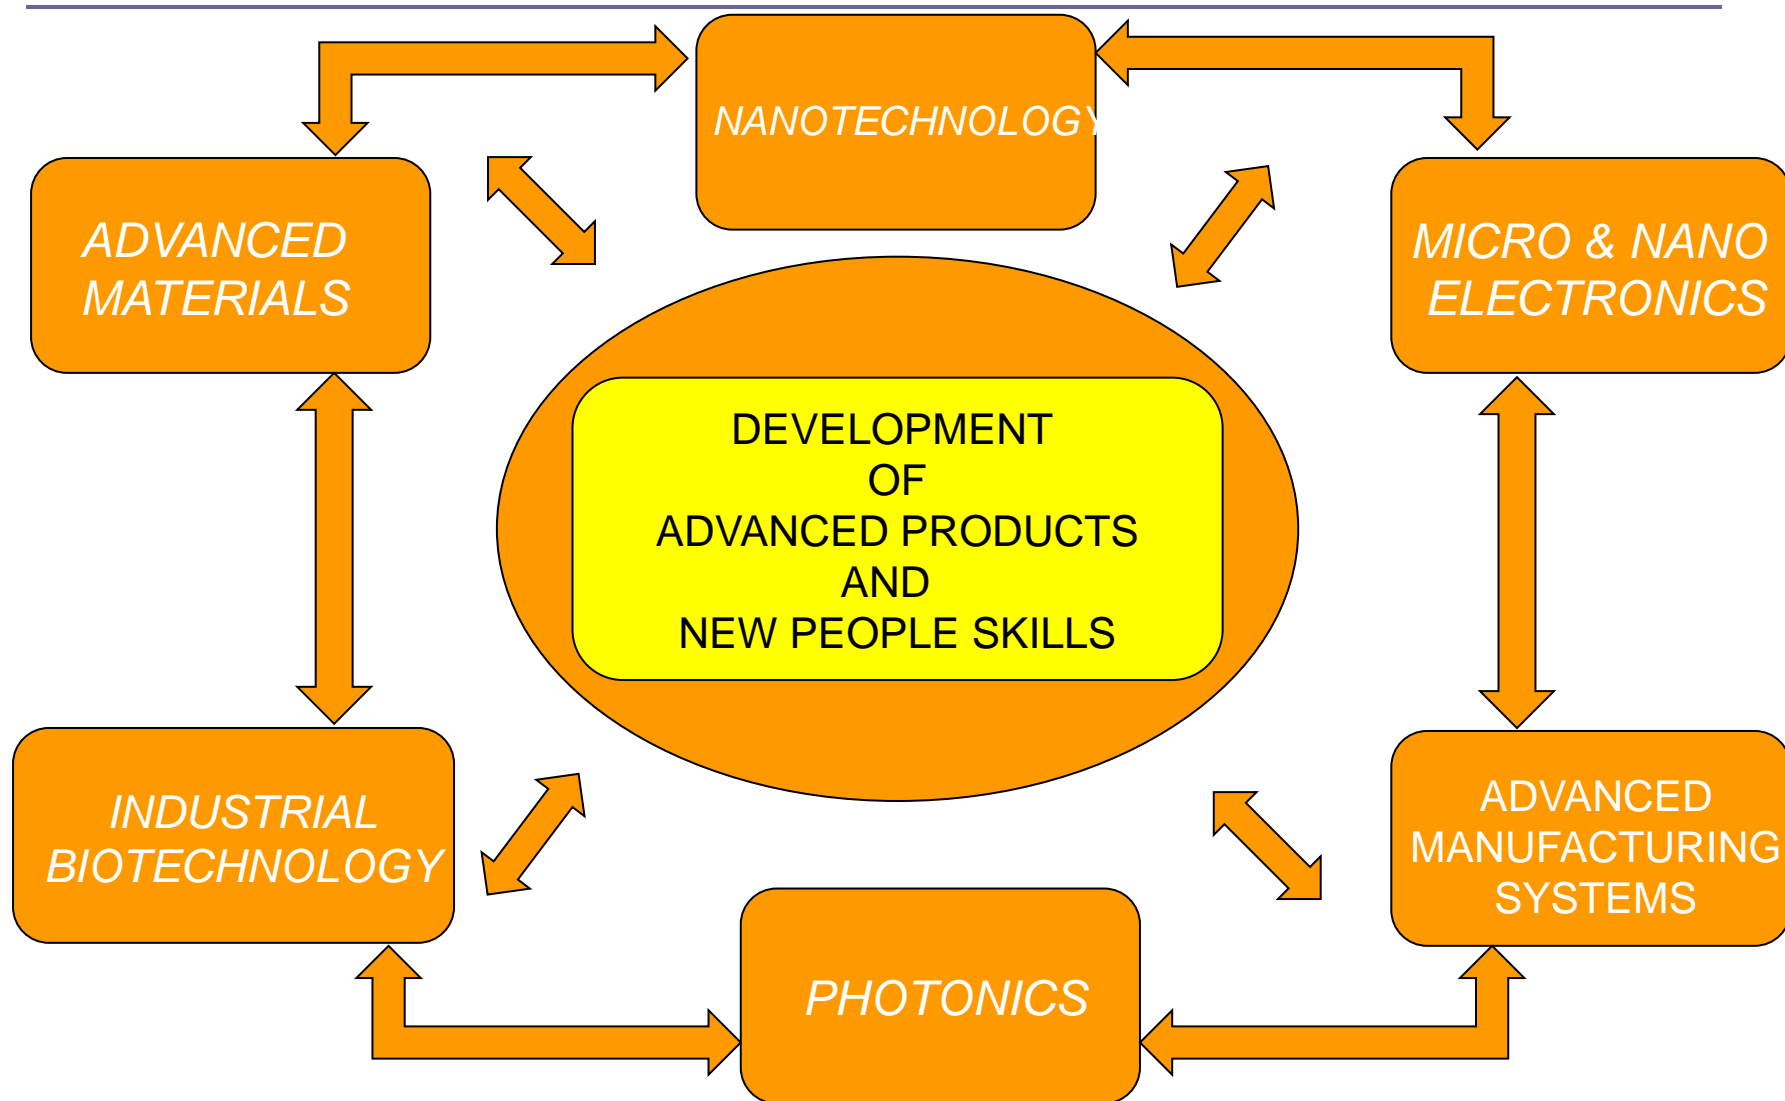 NANOTECHNOLOGY
ADVANCED
MATERIALS
MICRO & NANO
ELECTRONICS
DEVELOPMENT
OF
ADVANCED PRODUCTS
AND
NEW PEOPLE SKILLS
INDUSTRIAL
BIOTECHNOLOGY
ADVANCED
MANUFACTURING
SYSTEMS
PHOTONICS